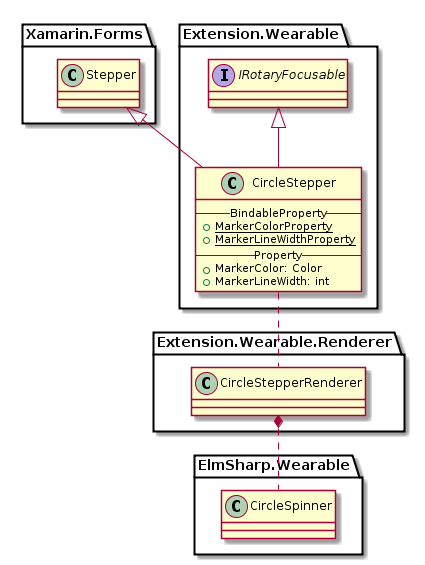 Xamarin.Forms
Extension.Wearable
C Stepper
I IRotaryFocusable
C CircleStepper
BindableProperty
MarkerColorProperty
MarkerLineWidthProperty
Property
MarkerColor: Color
MarkerLineWidth: int
Extension.Wearable.Renderer
C CircleStepperRenderer
ElmSharp.Wearable
C CircleSpinner